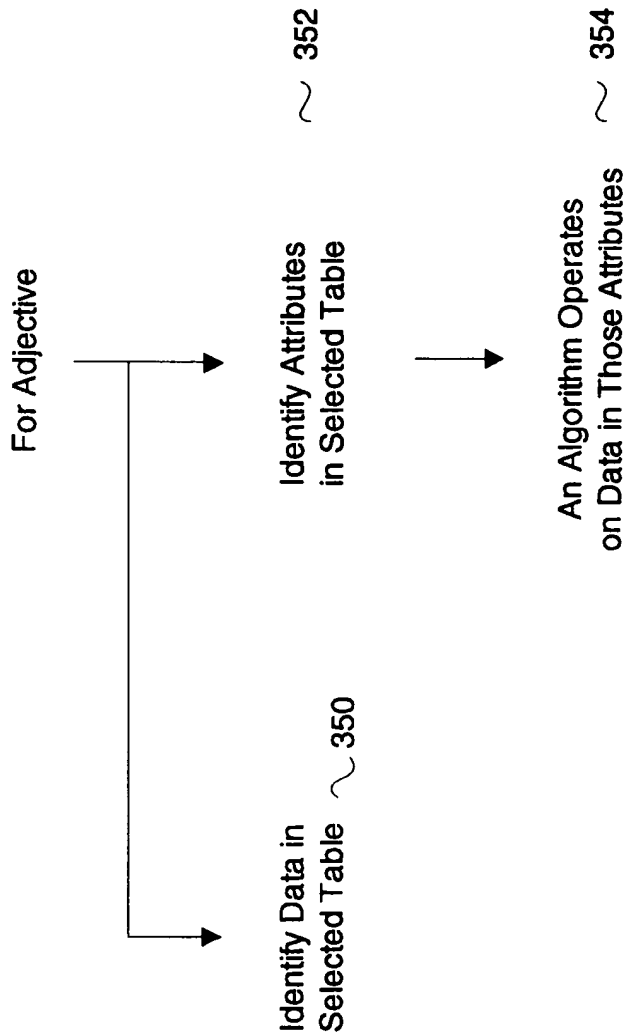 For Adjective
Identify Data in
Selected Table ~ 350
Identify Attributes
in Selected Table
~ 352
An Algorithm Operates
on Data in Those Attributes
~ 354